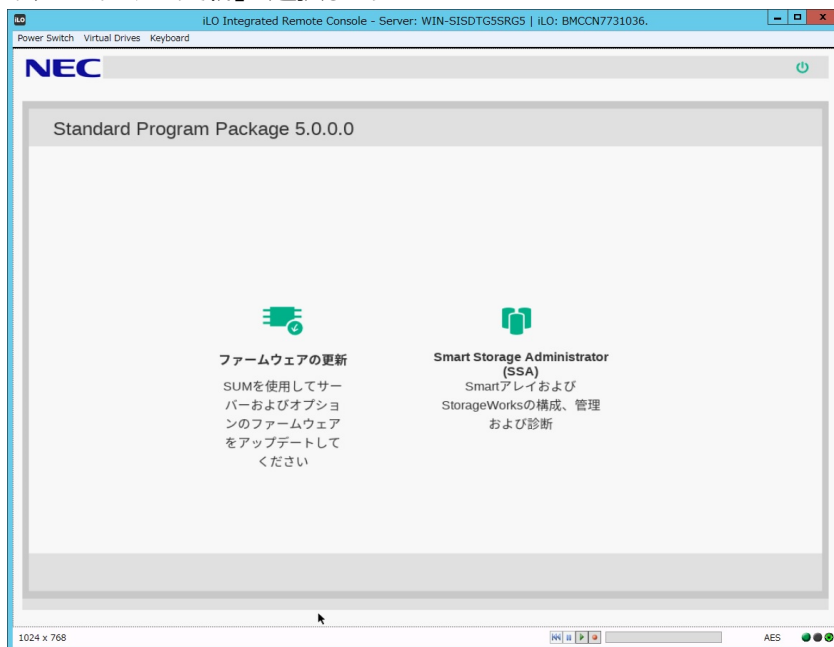 iLO
iLO Integrated Remote Console - Server: WIN-SISDTG5SRG5 | iLO: BMCCN7731036.
Power Switch Virtual Drives Keyboard
NEC
Standard Program Package 5.0.0.0
ファームウェアの更新
SUMを使用してサー
バーおよびオプショ
ンのファームウェア
をアップデートして
ください
Smart Storage Administrator
(SSA)
Smartアレイおよび
StorageWorksの構成、管理
および診断
1024 x 768
AES